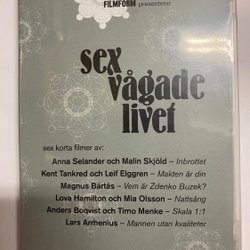 FILMFORM presenterar
sex
vågade
livet
sex korta filmer av:
Anna Selander och Malin Skjöld – Inbrottet
Kent Tankred och Leif Elggren – Makten är din
Magnus Bärtås – Vem är Zdenko Buzek?
Lova Hamilton och Mia Olsson – Nattsång
Anders Boqvist och Timo Menke – Skala 1:1
Lars Arrhenius – Mannen utan kvaliteter